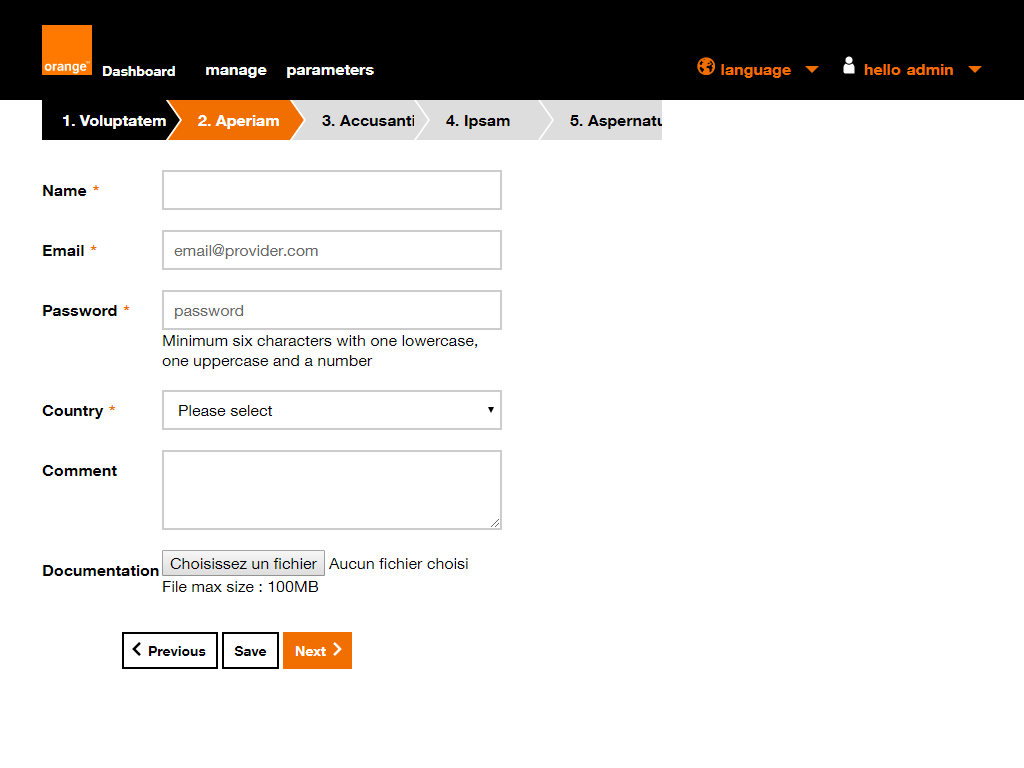 orange™
Dashboard manage parameters language hello admin
1. Voluptatem 2. Aperiam 3. Accusanti 4. Ipsam 5. Aspernatu
Name *
Email * email@provider.com
Password * password
Minimum six characters with one lowercase,
one uppercase and a number
Country * Please select
Comment
Documentation Choisissez un fichier Aucun fichier choisi
File max size : 100MB
Previous Save Next